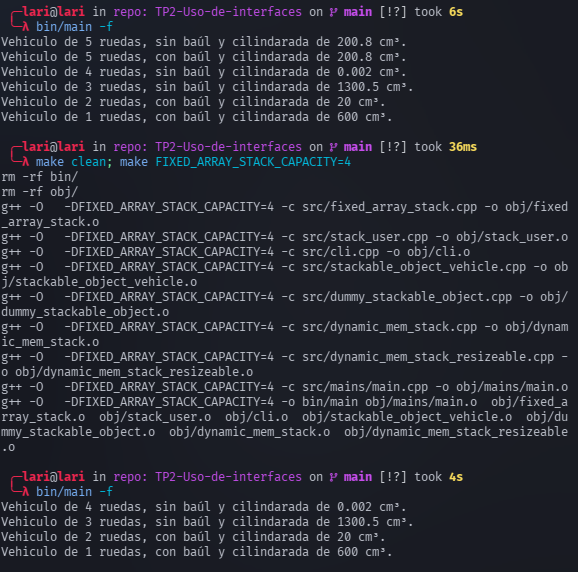 ╭─lari@lari in repo: TP2-Uso-de-interfaces on main [!?] took 6s
╰─λ bin/main -f
Vehiculo de 5 ruedas, sin baúl y cilindarada de 200.8 cm³.
Vehiculo de 5 ruedas, con baúl y cilindarada de 200.8 cm³.
Vehiculo de 4 ruedas, sin baúl y cilindarada de 0.002 cm³.
Vehiculo de 3 ruedas, sin baúl y cilindarada de 1300.5 cm³.
Vehiculo de 2 ruedas, con baúl y cilindarada de 20 cm³.
Vehiculo de 1 ruedas, con baúl y cilindarada de 600 cm³.
╭─lari@lari in repo: TP2-Uso-de-interfaces on main [!?] took 36ms
╰─λ make clean; make FIXED_ARRAY_STACK_CAPACITY=4
rm -rf bin/
rm -rf obj/
g++ -O   -DFIXED_ARRAY_STACK_CAPACITY=4 -c src/fixed_array_stack.cpp -o obj/fixed
_array_stack.o
g++ -O   -DFIXED_ARRAY_STACK_CAPACITY=4 -c src/stack_user.cpp -o obj/stack_user.o
g++ -O   -DFIXED_ARRAY_STACK_CAPACITY=4 -c src/cli.cpp -o obj/cli.o
g++ -O   -DFIXED_ARRAY_STACK_CAPACITY=4 -c src/stackable_object_vehicle.cpp -o ob
j/stackable_object_vehicle.o
g++ -O   -DFIXED_ARRAY_STACK_CAPACITY=4 -c src/dummy_stackable_object.cpp -o obj/
dummy_stackable_object.o
g++ -O   -DFIXED_ARRAY_STACK_CAPACITY=4 -c src/dynamic_mem_stack.cpp -o obj/dynam
ic_mem_stack.o
g++ -O   -DFIXED_ARRAY_STACK_CAPACITY=4 -c src/dynamic_mem_stack_resizeable.cpp -
o obj/dynamic_mem_stack_resizeable.o
g++ -O   -DFIXED_ARRAY_STACK_CAPACITY=4 -c src/mains/main.cpp -o obj/mains/main.o
g++ -O   -DFIXED_ARRAY_STACK_CAPACITY=4 -o bin/main obj/mains/main.o  obj/fixed_a
rray_stack.o  obj/stack_user.o  obj/cli.o  obj/stackable_object_vehicle.o  obj/du
mmy_stackable_object.o  obj/dynamic_mem_stack.o  obj/dynamic_mem_stack_resizeable
.o
╭─lari@lari in repo: TP2-Uso-de-interfaces on main [!?] took 4s
╰─λ bin/main -f
Vehiculo de 4 ruedas, sin baúl y cilindarada de 0.002 cm³.
Vehiculo de 3 ruedas, sin baúl y cilindarada de 1300.5 cm³.
Vehiculo de 2 ruedas, con baúl y cilindarada de 20 cm³.
Vehiculo de 1 ruedas, con baúl y cilindarada de 600 cm³.